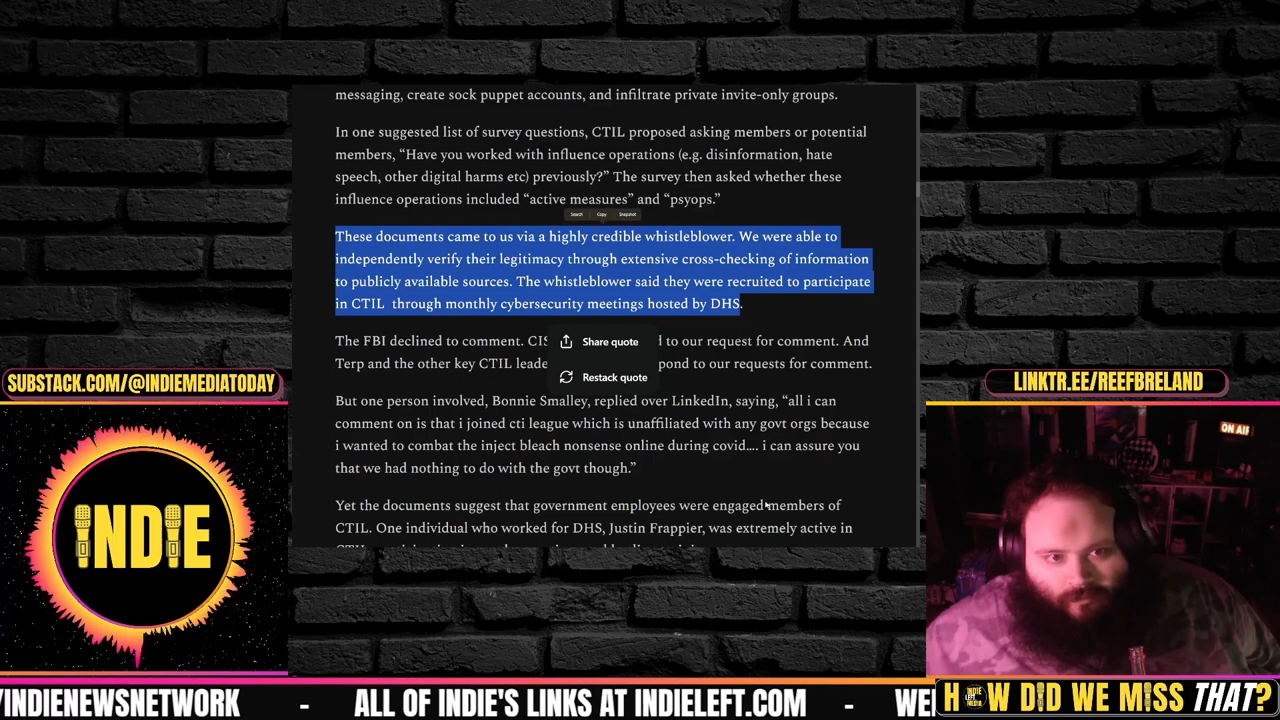 messaging, create sock puppet accounts, and infiltrate private invite-only groups.
In one suggested list of survey questions, CTIL proposed asking members or potential
members, “Have you worked with influence operations (e.g. disinformation, hate
speech, other digital harms etc) previously?” The survey then asked whether these
influence operations included “active measures” and “psyops.”
Search Copy Snapshot
These documents came to us via a highly credible whistleblower. We were able to
independently verify their legitimacy through extensive cross-checking of information
to publicly available sources. The whistleblower said they were recruited to participate
in CTIL through monthly cybersecurity meetings hosted by DHS.
The FBI declined to comment. to our request for comment. And
Terp and the other key CTIL to our requests for comment.
Share quote
Restack quote
But one person involved, Bonnie Smalley, replied over LinkedIn, saying, “all i can
comment on is that i joined cti league which is unaffiliated with any govt orgs because
i wanted to combat the inject bleach nonsense online during covid…. i can assure you
that we had nothing to do with the govt though.”
Yet the documents suggest that government employees were engaged members of
CTIL. One individual who worked for DHS, Justin Frappier, was extremely active in
SUBSTACK.COM/@INDIEMEDIATODAY
INDIE
LINKTR.EE/REEFBRELAND
ON AIR
/INDIENEWSNETWORK - ALL OF INDIE'S LINKS AT INDIELEFT.COM -
HOW DID WE MISS THAT?